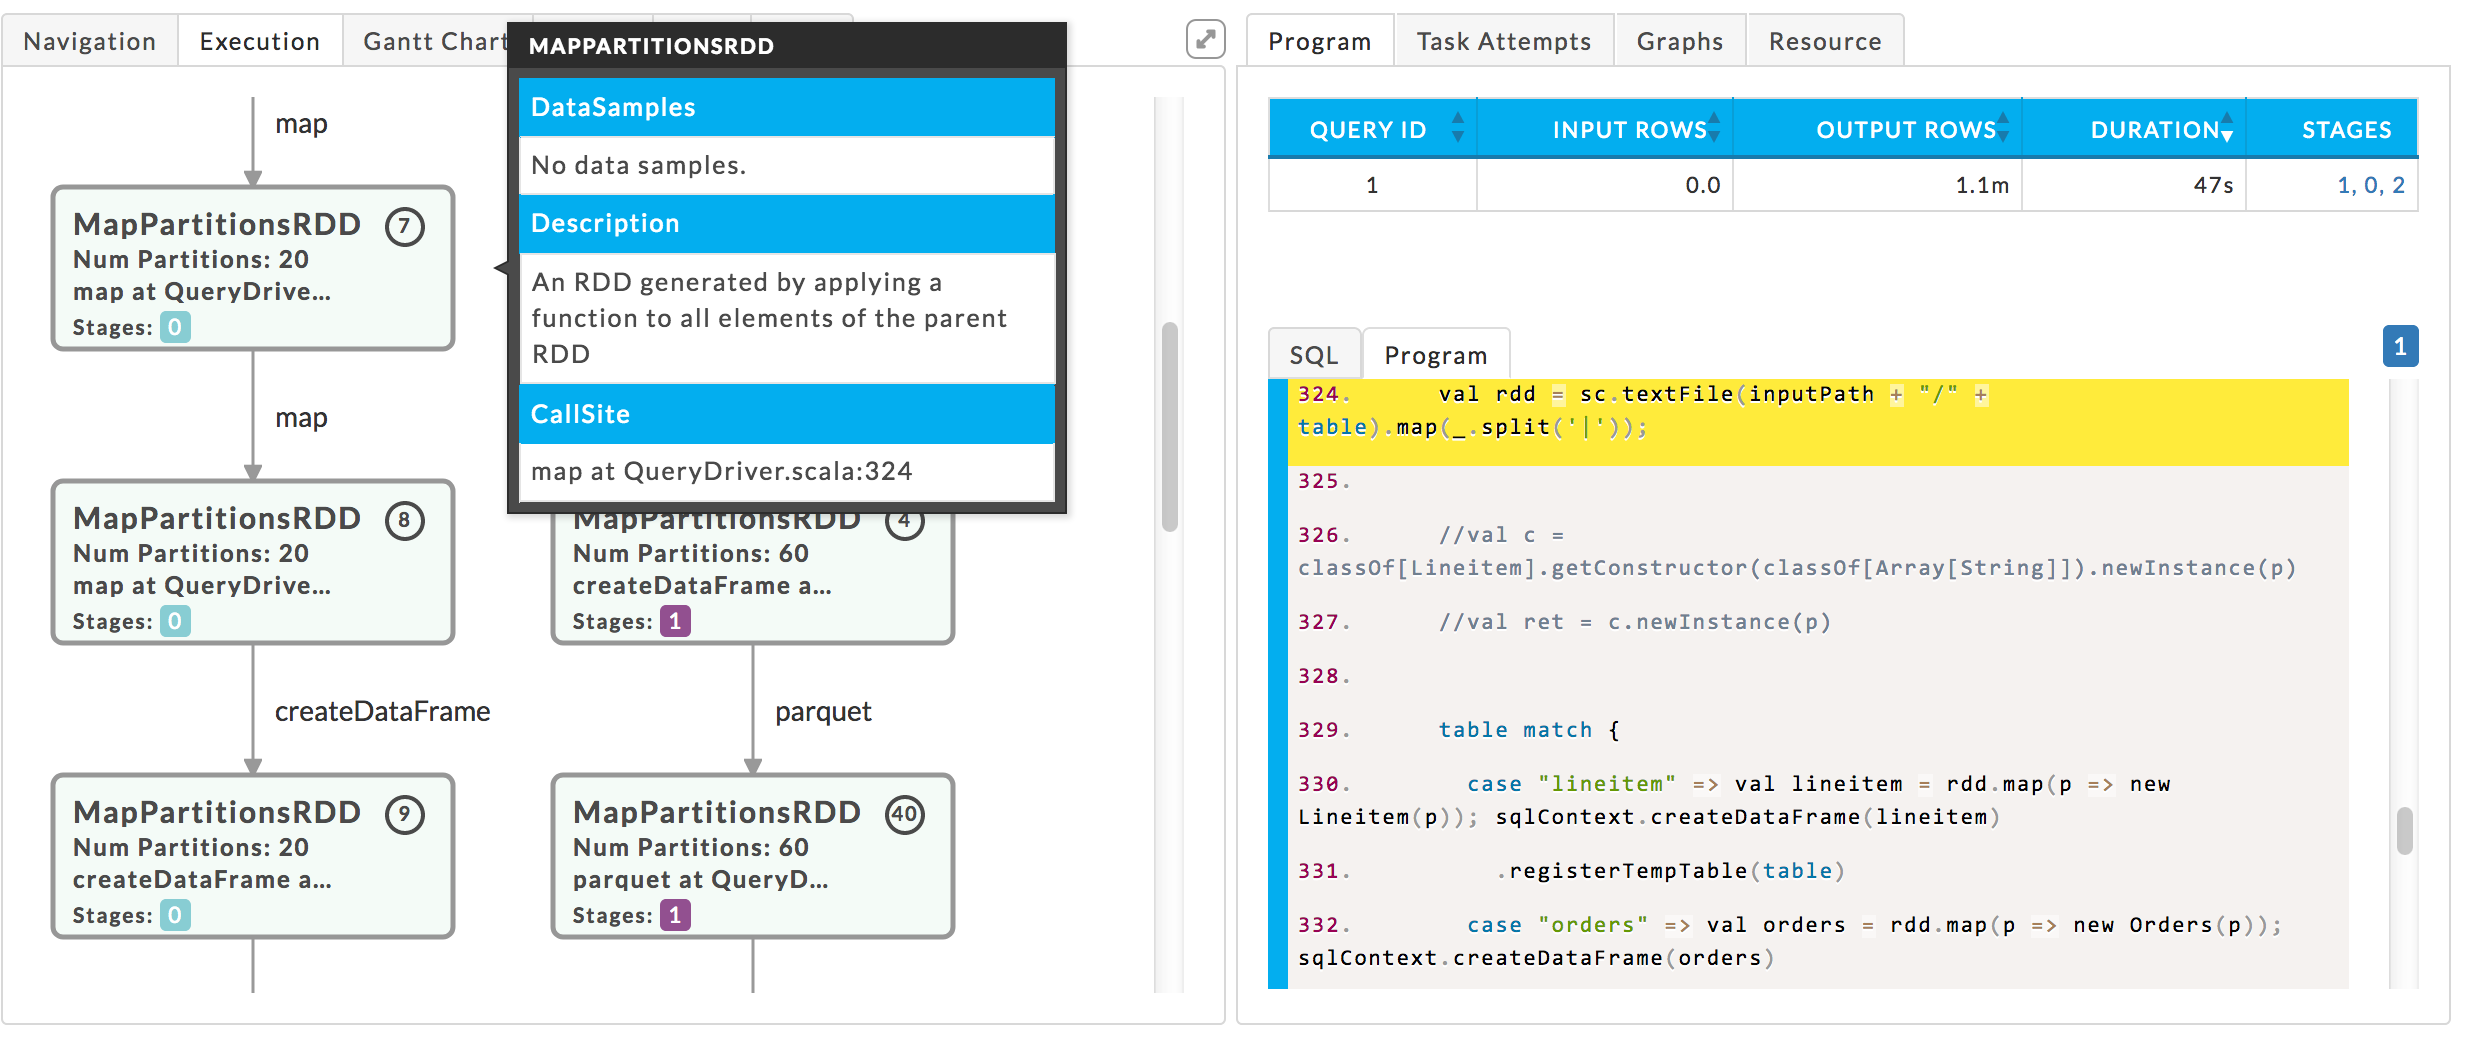 Navigation
Execution
Gantt Chart
map
MapPartitionsRDD 7
Num Partitions: 20
map at QueryDrive...
Stages: 0
map
MapPartitionsRDD 8
Num Partitions: 20
map at QueryDrive...
Stages: 0
createDataFrame
MapPartitionsRDD 9
Num Partitions: 20
createDataFrame a...
Stages: 0
MAPPARTITIONSRDD
DataSamples
No data samples.
Description
An RDD generated by applying a
function to all elements of the parent
RDD
CallSite
map at QueryDriver.scala:324
MapPartitionsRDD 4
Num Partitions: 60
createDataFrame a...
Stages: 1
parquet
MapPartitionsRDD 40
Num Partitions: 60
parquet at QueryD...
Stages: 1
Program
Task Attempts
Graphs
Resource
QUERY ID INPUT ROWS OUTPUT ROWS DURATION STAGES
1 0.0 1.1m 47s 1, 0, 2
SQL
Program
1
324. val rdd = sc.textFile(inputPath + "/" +
table).map(_.split('|'));
325.
326. //val c =
classOf[Lineitem].getConstructor(classOf[Array[String]]).newInstance(p)
327. //val ret = c.newInstance(p)
328.
329. table match {
330. case "lineitem" => val lineitem = rdd.map(p => new
Lineitem(p)); sqlContext.createDataFrame(lineitem)
331. .registerTempTable(table)
332. case "orders" => val orders = rdd.map(p => new Orders(p));
sqlContext.createDataFrame(orders)